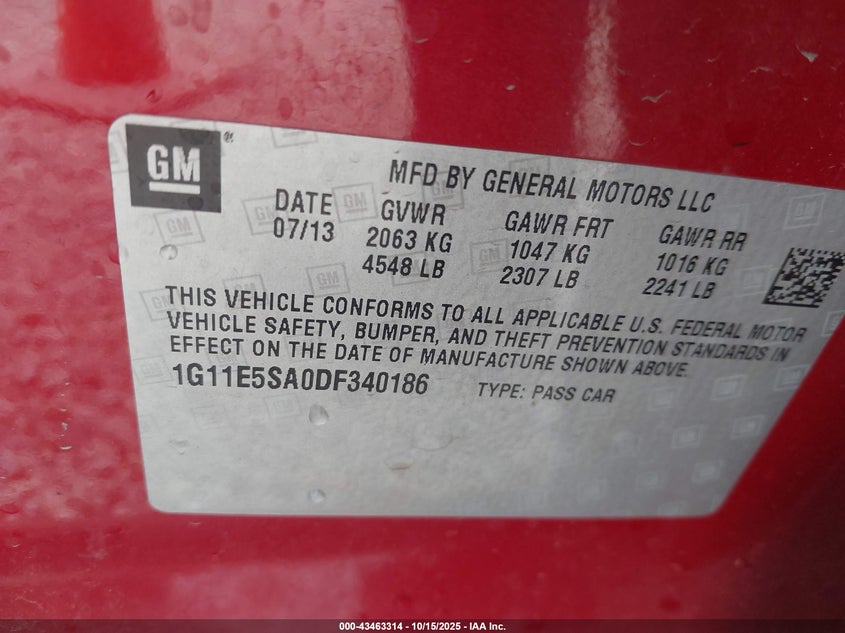 GM®
MFD BY GENERAL MOTORS LLC
DATE GVWR GAWR FRT GAWR RR
07/13 2063 KG 1047 KG 1016 KG
4548 LB 2307 LB 2241 LB
THIS VEHICLE CONFORMS TO ALL APPLICABLE U.S. FEDERAL MOTOR
VEHICLE SAFETY, BUMPER, AND THEFT PREVENTION STANDARDS IN
EFFECT ON THE DATE OF MANUFACTURE SHOWN ABOVE.
1G11E5SA0DF340186 TYPE: PASS CAR
000-43463314 - 10/15/2025 - IAA Inc.